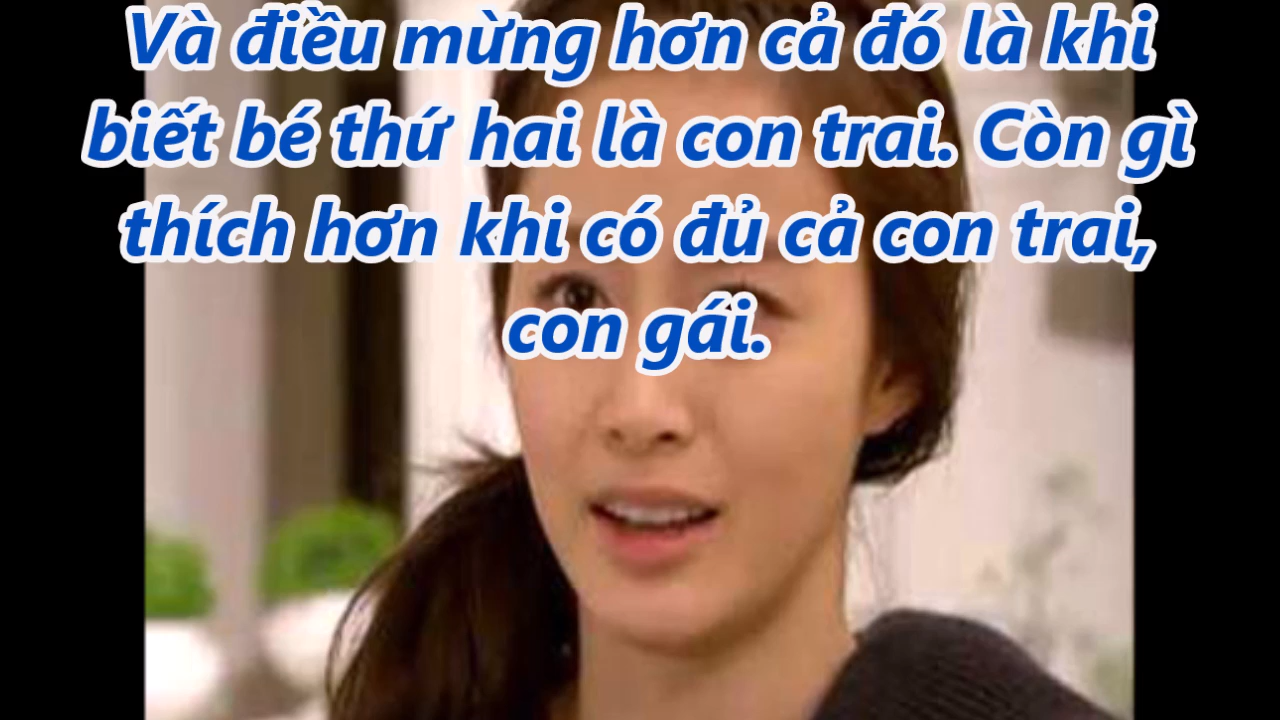 Và điều mừng hơn cả đó là khi
biết bé thứ hai là con trai. Còn gì
thích hơn khi có đủ cả con trai,
con gái.